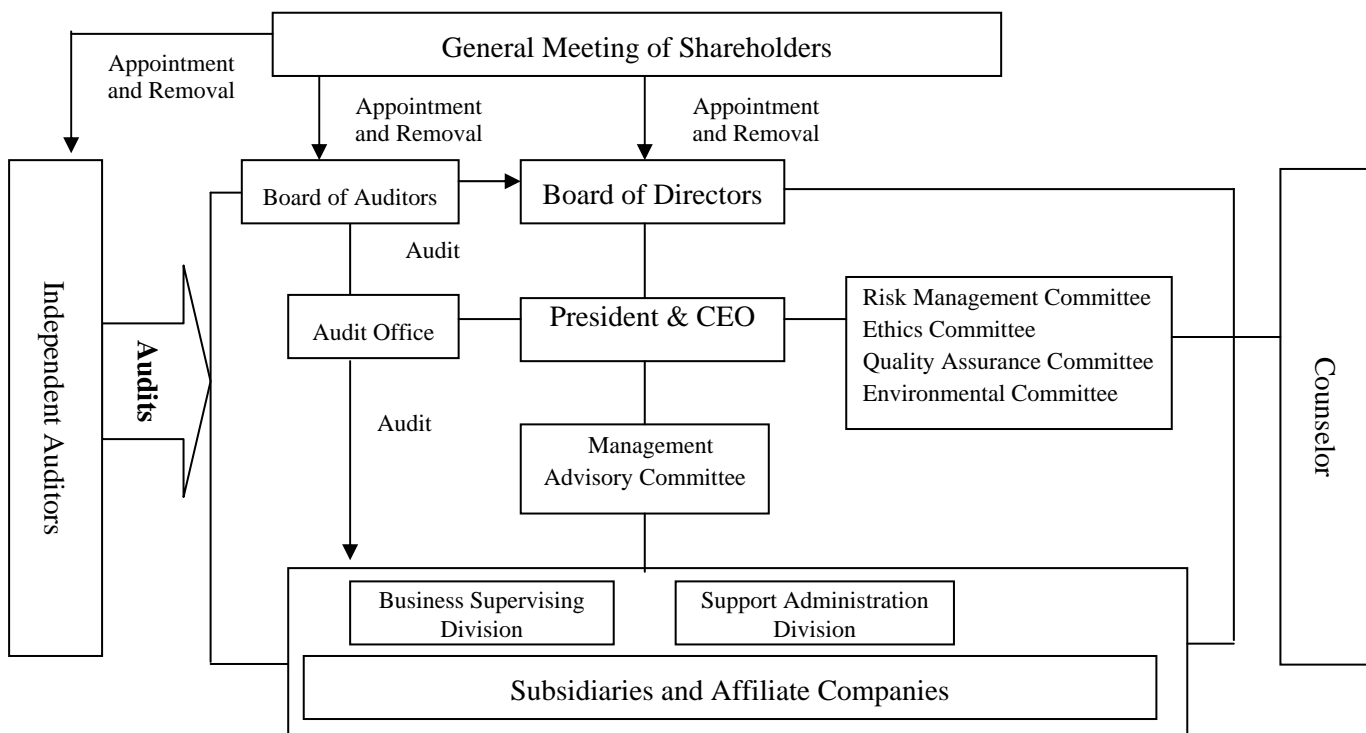 General Meeting of Shareholders
Appointment
and Removal
Appointment
and Removal
Appointment
and Removal
Board of Auditors
Board of Directors
Audit
Independent Auditors
Audits
Audit Office
President & CEO
Risk Management Committee
Ethics Committee
Quality Assurance Committee
Environmental Committee
Counselor
Audit
Management
Advisory Committee
Business Supervising
Division
Support Administration
Division
Subsidiaries and Affiliate Companies